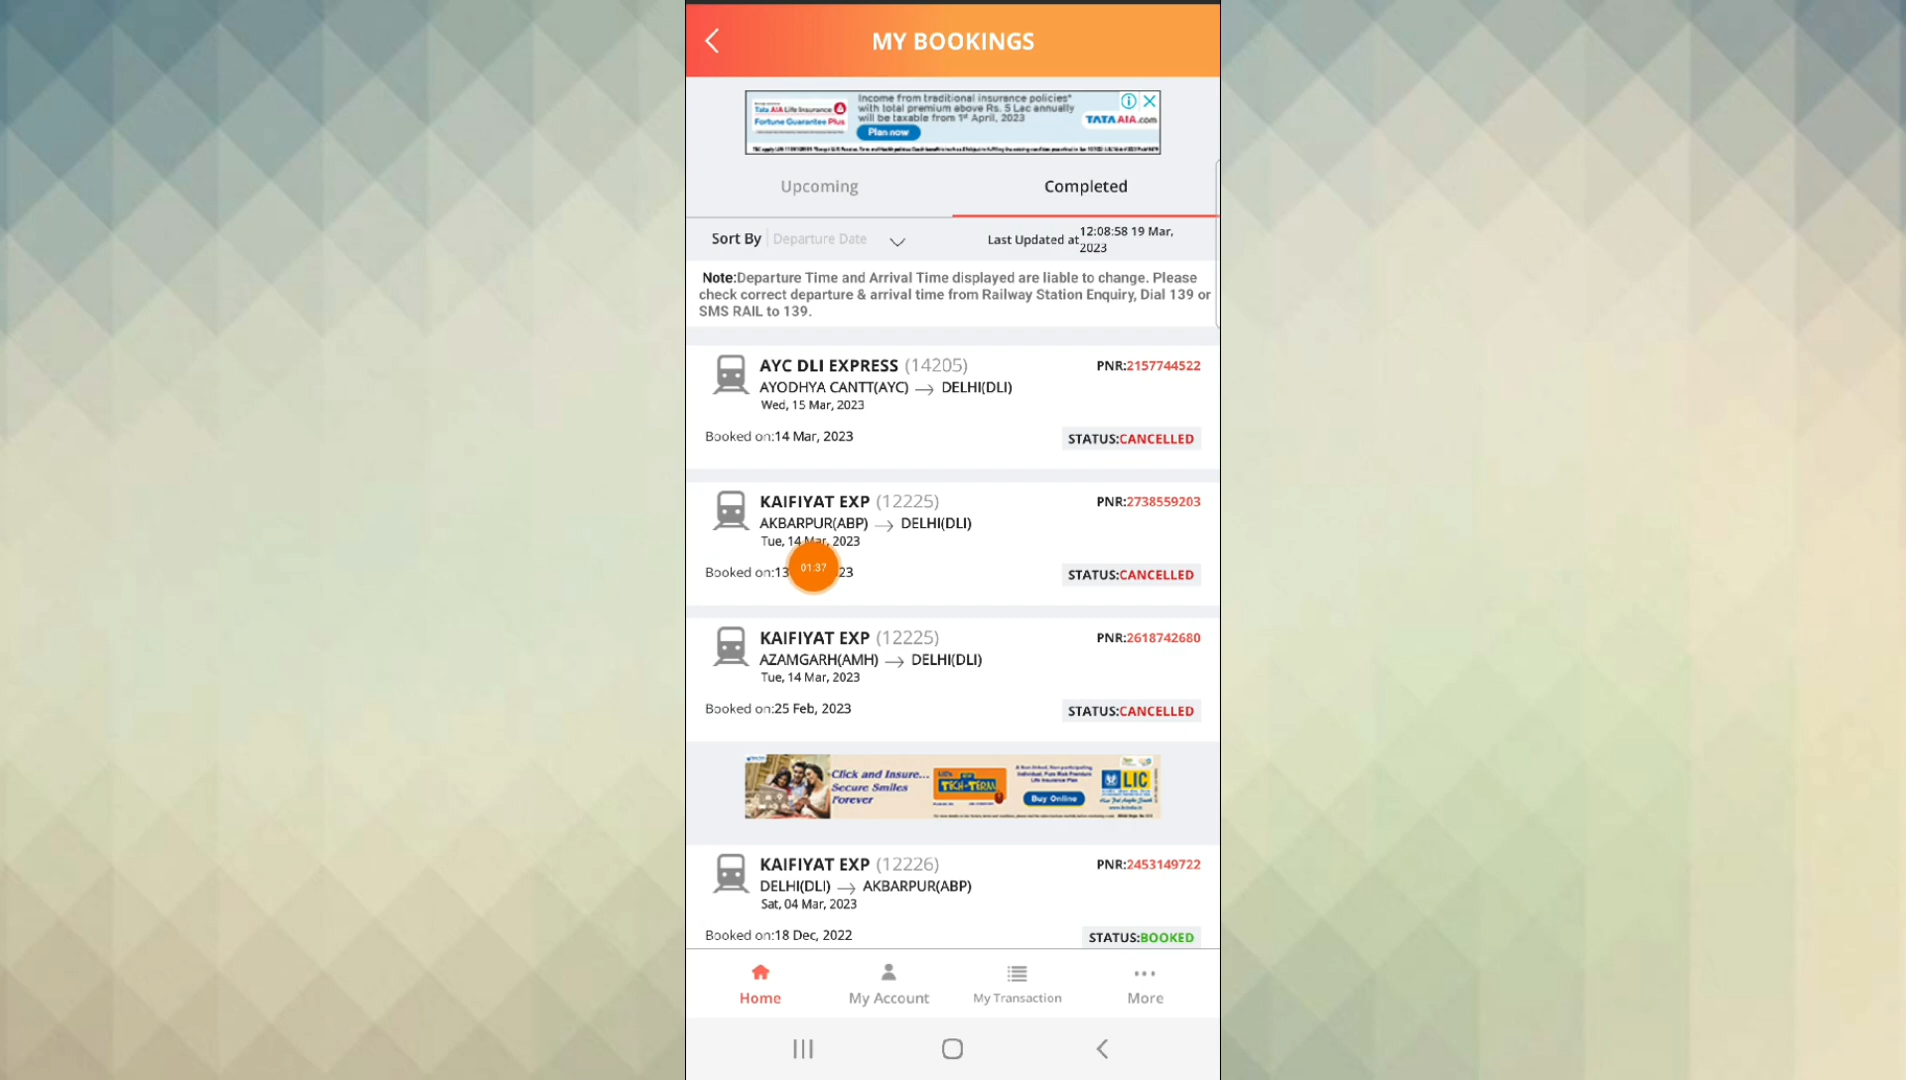 MY BOOKINGS
Tata AIA Life Insurance
Fortune Guarantee Plus
Income from traditional insurance policies*
with total premium above Rs. 5 Lac annually
will be taxable from 1st April, 2023
Plan now
TATA AIA.com
Upcoming
Completed
Sort By Departure Date
Last Updated at 12:08:58 19 Mar,
2023
Note:Departure Time and Arrival Time displayed are liable to change. Please
check correct departure & arrival time from Railway Station Enquiry, Dial 139 or
SMS RAIL to 139.
AYC DLI EXPRESS (14205)
PNR:2157744522
AYODHYA CANTT(AYC) → DELHI(DLI)
Wed, 15 Mar, 2023
Booked on:14 Mar, 2023
STATUS:CANCELLED
KAIFIYAT EXP (12225)
PNR:2738559203
AKBARPUR(ABP) → DELHI(DLI)
Tue, 14 Mar, 2023
Booked on:13 23
01:37
STATUS:CANCELLED
KAIFIYAT EXP (12225)
PNR:2618742680
AZAMGARH(AMH) → DELHI(DLI)
Tue, 14 Mar, 2023
Booked on:25 Feb, 2023
STATUS:CANCELLED
Click and Insure...
Secure Smiles
Forever
LIC's
TECH-TERM
A Non-linked, Non-participating,
Individual, Pure Risk Premium
Life Insurance Plan
Buy Online
LIC
KAIFIYAT EXP (12226)
PNR:2453149722
DELHI(DLI) → AKBARPUR(ABP)
Sat, 04 Mar, 2023
Booked on:18 Dec, 2022
STATUS:BOOKED
Home
My Account
My Transaction
More